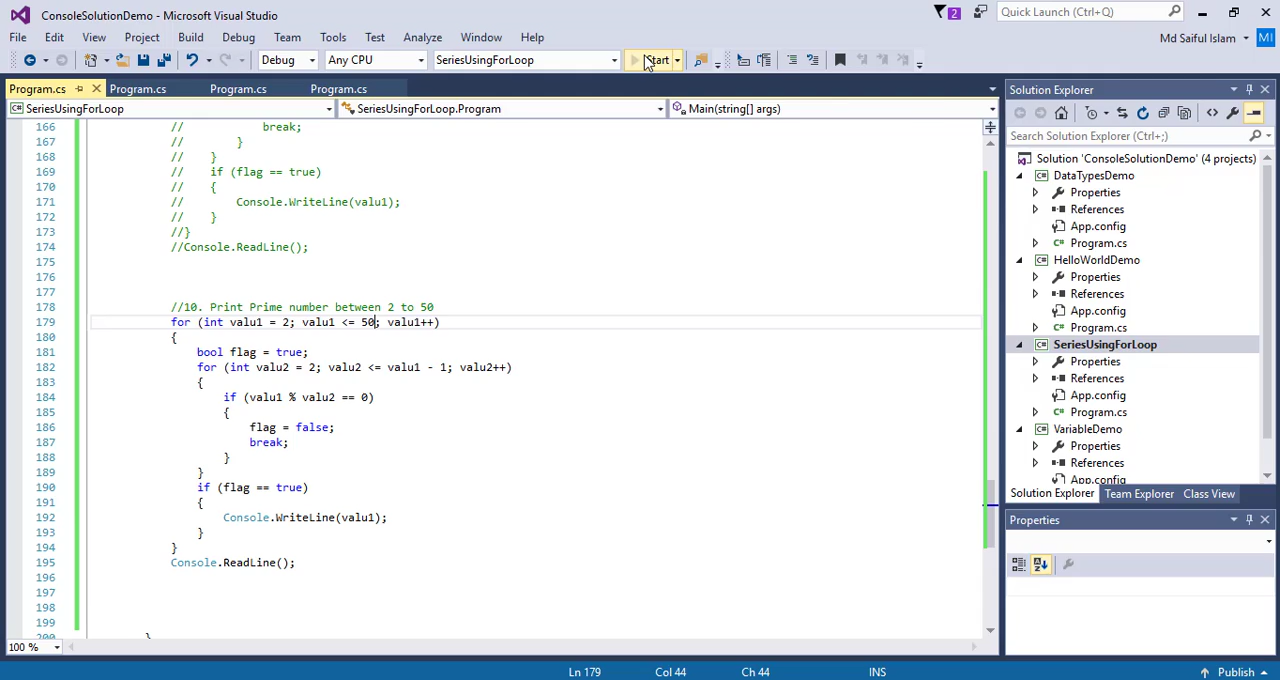 ConsoleSolutionDemo - Microsoft Visual Studio
2
Quick Launch (Ctrl+Q)
File Edit View Project Build Debug Team Tools Test Analyze Window Help
Md Saiful Islam
MI
Debug Any CPU SeriesUsingForLoop Start
Program.cs Program.cs Program.cs Program.cs
SeriesUsingForLoop SeriesUsingForLoop.Program Main(string[] args)
166 // break;
167 // }
168 // }
169 // if (flag == true)
170 // {
171 // Console.WriteLine(valu1);
172 // }
173 //}
174 //Console.ReadLine();
175
176
177
178 //10. Print Prime number between 2 to 50
179 for (int valu1 = 2; valu1 <= 50; valu1++)
180 {
181 bool flag = true;
182 for (int valu2 = 2; valu2 <= valu1 - 1; valu2++)
183 {
184 if (valu1 % valu2 == 0)
185 {
186 flag = false;
187 break;
188 }
189 }
190 if (flag == true)
191 {
192 Console.WriteLine(valu1);
193 }
194 }
195 Console.ReadLine();
196
197
198
199
200 }
100 %
Solution Explorer
Search Solution Explorer (Ctrl+;)
Solution 'ConsoleSolutionDemo' (4 projects)
C# DataTypesDemo
Properties
References
App.config
C# Program.cs
C# HelloWorldDemo
Properties
References
App.config
C# Program.cs
C# SeriesUsingForLoop
Properties
References
App.config
C# Program.cs
C# VariableDemo
Properties
References
App.config
Solution Explorer Team Explorer Class View
Properties
Ln 179 Col 44 Ch 44 INS Publish